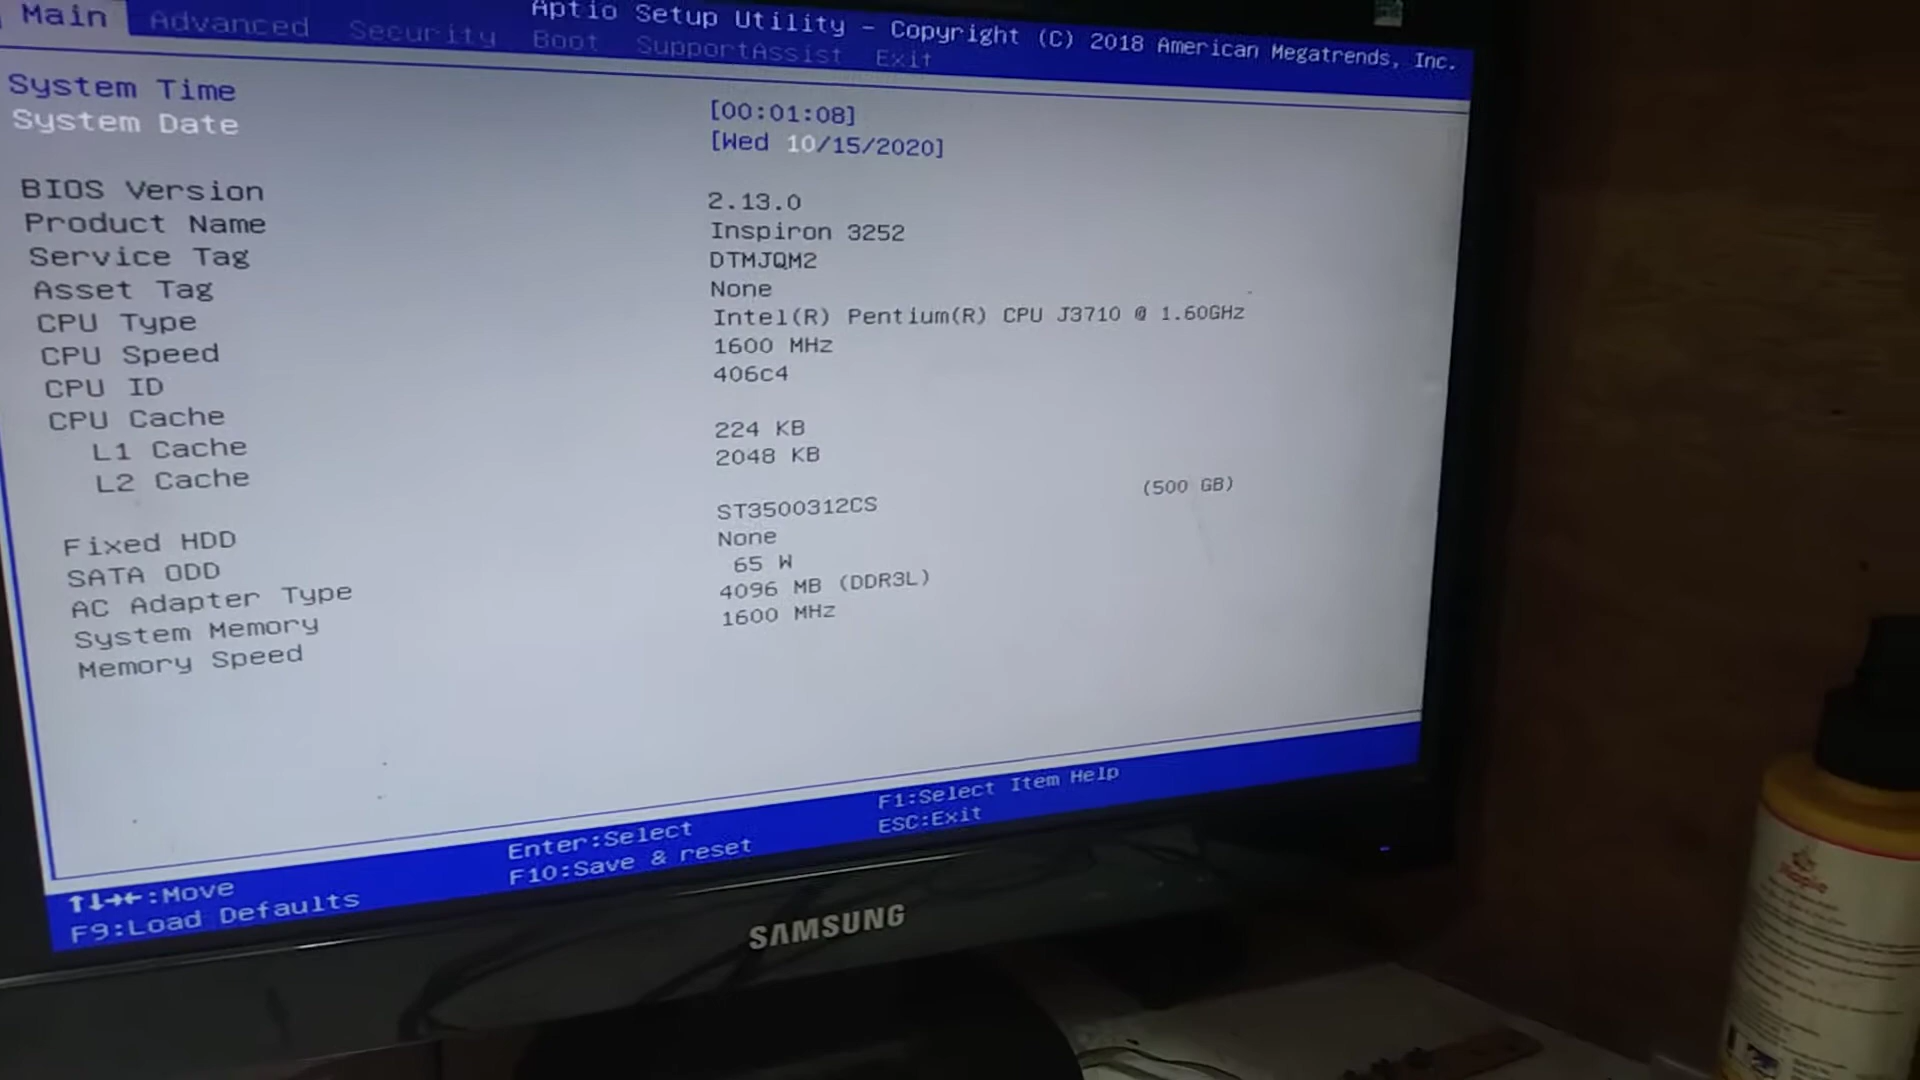 Aptio Setup Utility - Copyright (C) 2018 American Megatrends, Inc.
Main Advanced Security Boot SupportAssist Exit
System Time [00:01:08]
System Date [Wed 10/15/2020]
BIOS Version 2.13.0
Product Name Inspiron 3252
Service Tag DTMJQM2
Asset Tag None
CPU Type Intel(R) Pentium(R) CPU J3710 @ 1.60GHz
CPU Speed 1600 MHz
CPU ID 406c4
CPU Cache
L1 Cache 224 KB
L2 Cache 2048 KB
Fixed HDD ST3500312CS (500 GB)
SATA ODD None
AC Adapter Type 65 W
System Memory 4096 MB (DDR3L)
Memory Speed 1600 MHz
↑↓→←:Move Enter:Select F1:Select Item Help
F9:Load Defaults F10:Save & reset ESC:Exit
SAMSUNG